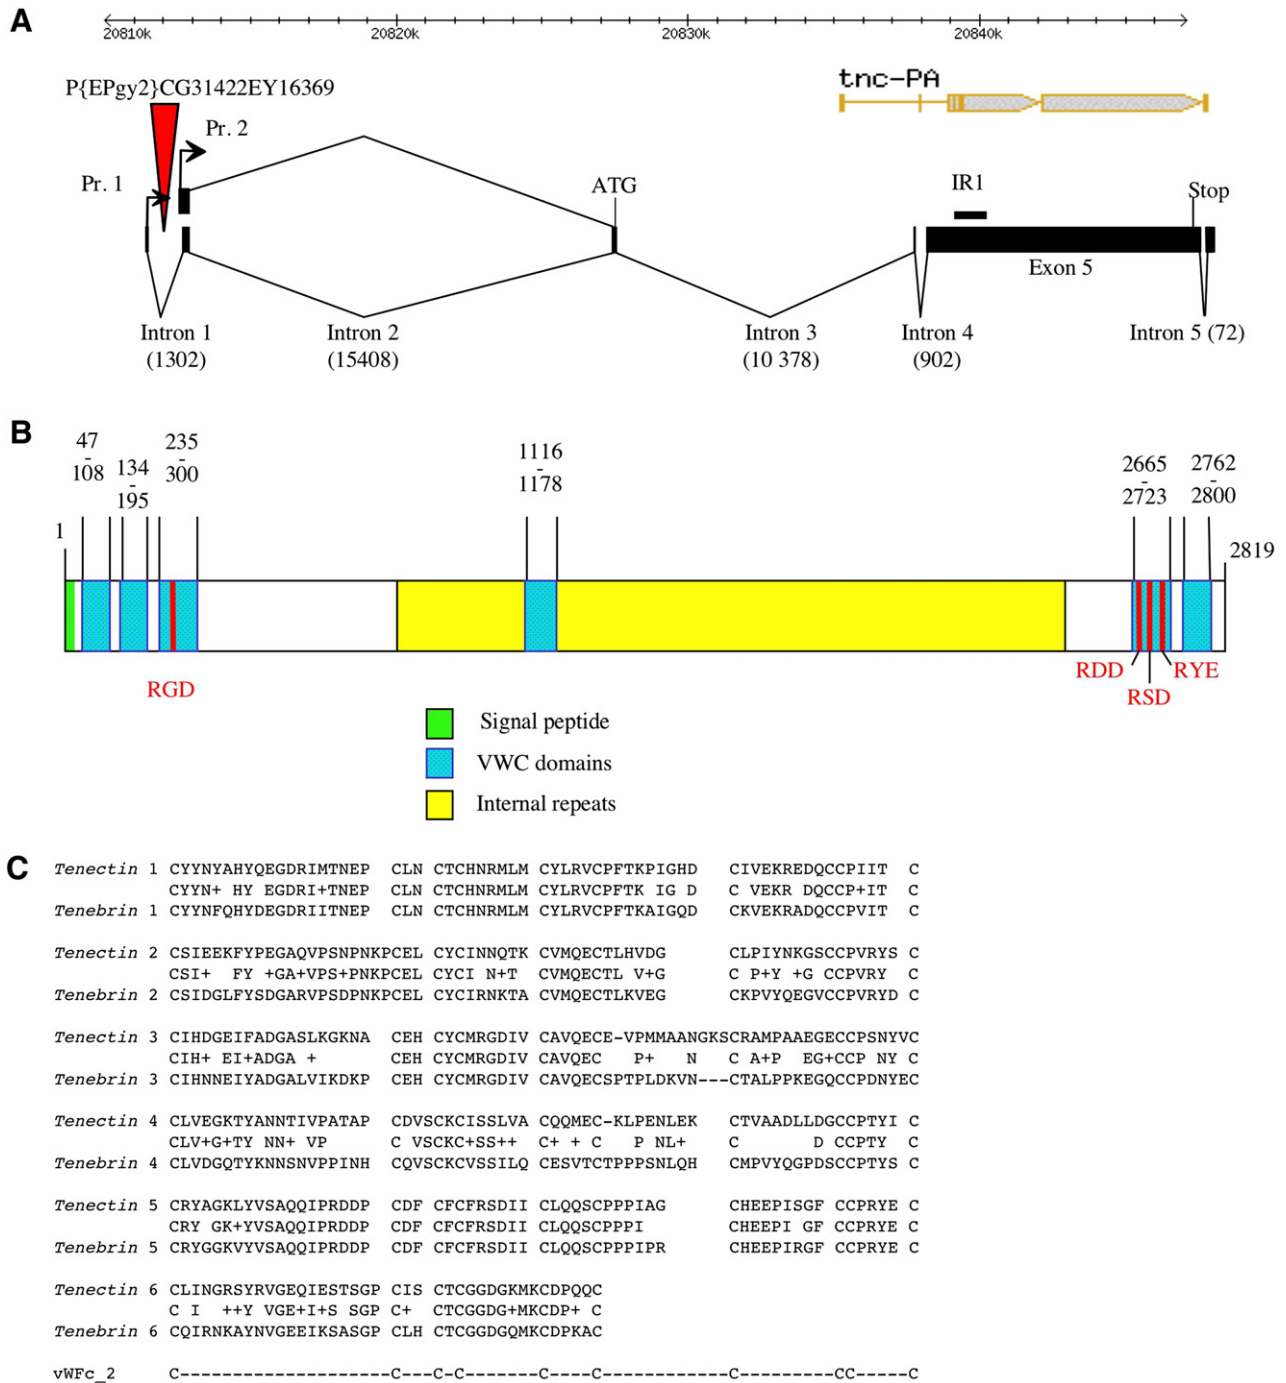 A
20810k 20820k 20830k 20840k
P{EPgy2}CG31422EY16369
tnc-PA
Pr. 2
Pr. 1
ATG
IR1
Stop
Exon 5
Intron 1 Intron 2 Intron 3 Intron 4 Intron 5 (72)
(1302) (15408) (10 378) (902)
B
47 - 108
134 - 195
235 - 300
1116 - 1178
2665 - 2723
2762 - 2800
1
2819
RGD
RDD
RSD
RYE
Signal peptide
VWC domains
Internal repeats
C
Tenectin 1 CYYNYAHYQEGDRIMTNEP CLN CTCHNRMLM CYLRVCPFTKPIGHD CIVEKREDQCCPIIT C
CYYN+ HY EGDRI+TNEP CLN CTCHNRMLM CYLRVCPFTK IG D C VEKR DQCCP+IT C
Tenebrin 1 CYYNFQHYDEGDRIITNEP CLN CTCHNRMLM CYLRVCPFTKAIGQD CKVEKRADQCCPVIT C
Tenectin 2 CSIEEKFYPEGAQVPSNPNKPCEL CYCINNQTK CVMQECTLHVDG CLPIYNKGSCCPVRYS C
CSI+ FY +GA+VPS+PNKPCEL CYCI N+T CVMQECTL V+G C P+Y +G CCPVRY C
Tenebrin 2 CSIDGLFYSDGARVPSDPNKPCEL CYCIRNKTA CVMQECTLKVEG CKPVYQEGVCCPVRYD C
Tenectin 3 CIHDGEIFADGASLKGKNA CEH CYCMRGDIV CAVQECE-VPMMAANGKSCRAMPAAEGECCPSNYVC
CIH+ EI+ADGA + CEH CYCMRGDIV CAVQEC P+ N C A+P EG+CCP NY C
Tenebrin 3 CIHNNEIYADGALVIKDKP CEH CYCMRGDIV CAVQECSPTPLDKVN---CTALPPKEGQCCPDNYEC
Tenectin 4 CLVEGKTYANNTIVPATAP CDVSCKCISSLVA CQQMEC-KLPENLEK CTVAADLLDGCCPTYI C
CLV+G+TY NN+ VP C VSCKC+SS++ C+ + C P NL+ C D CCPTY C
Tenebrin 4 CLVDGQTYKNNSNVPPINH CQVSCKCVSSILQ CESVTCTPPPSNLQH CMPVYQGPDSCCPTYS C
Tenectin 5 CRYAGKLYVSAQQIPRDDP CDF CFCFRSDII CLQQSCPPPIAG CHEEPISGF CCPRYE C
CRY GK+YVSAQQIPRDDP CDF CFCFRSDII CLQQSCPPPI CHEEPI GF CCPRYE C
Tenebrin 5 CRYGGKVYVSAQQIPRDDP CDF CFCFRSDII CLQQSCPPPIPR CHEEPIRGF CCPRYE C
Tenectin 6 CLINGRSYRVGEQIESTSGP CIS CTCGGDGKMKCDPQQC
C I ++Y VGE+I+S SGP C+ CTCGGDG+MKCDP+ C
Tenebrin 6 CQIRNKAYNVGEEIKSASGP CLH CTCGGDGQMKCDPKAC
vWFc_2 C-------------------C---C-C-------C----C------------C---------CC-----C